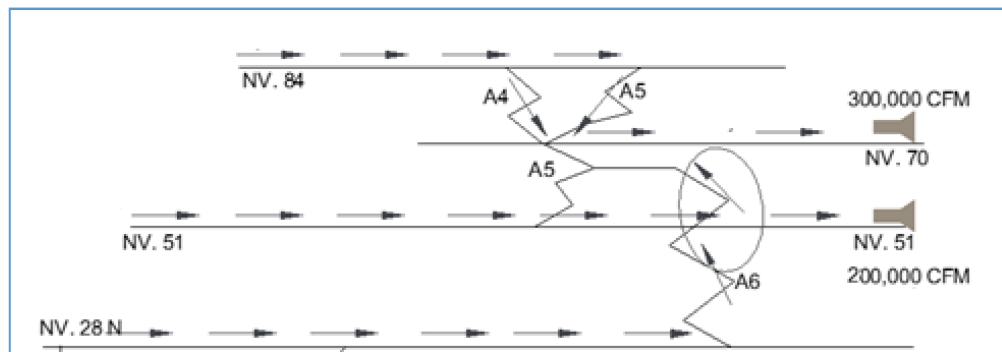 NV. 84
A4
A5
300,000 CFM
NV. 70
A5
NV. 51
NV. 51
200,000 CFM
A6
NV. 28 N